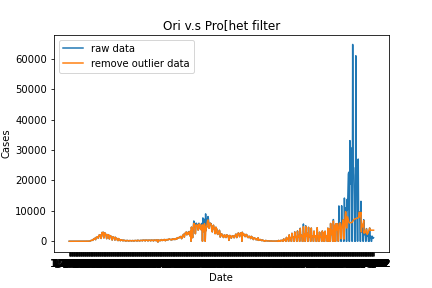 Ori v.s Pro[het filter
raw data
remove outlier data
60000
50000
40000
30000
20000
10000
0
Cases
Date